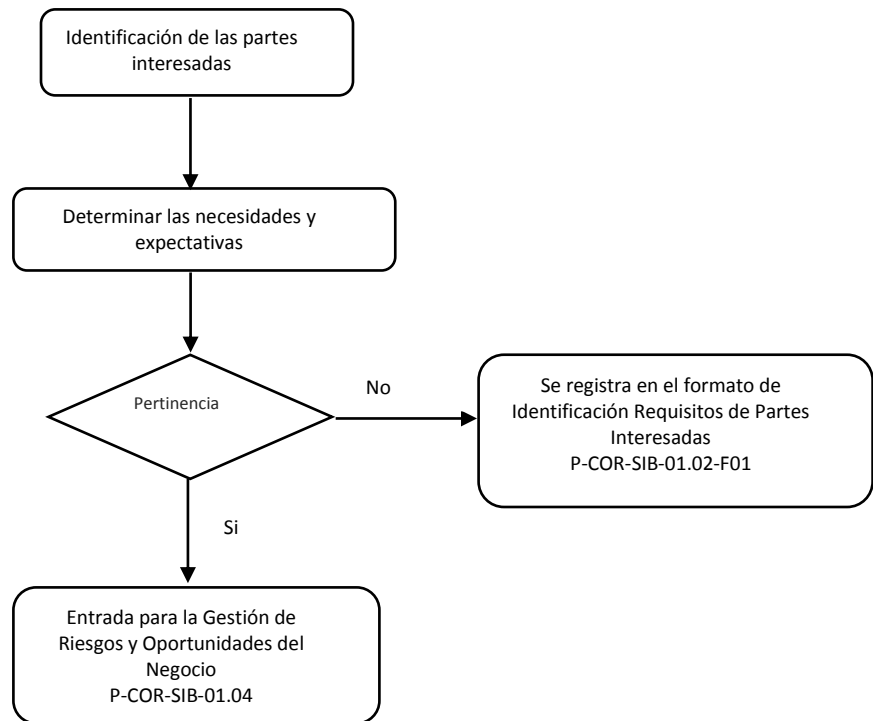 Identificación de las partes
interesadas
Determinar las necesidades y
expectativas
Pertinencia
No
Se registra en el formato de
Identificación Requisitos de Partes
Interesadas
P-COR-SIB-01.02-F01
Si
Entrada para la Gestión de
Riesgos y Oportunidades del
Negocio
P-COR-SIB-01.04